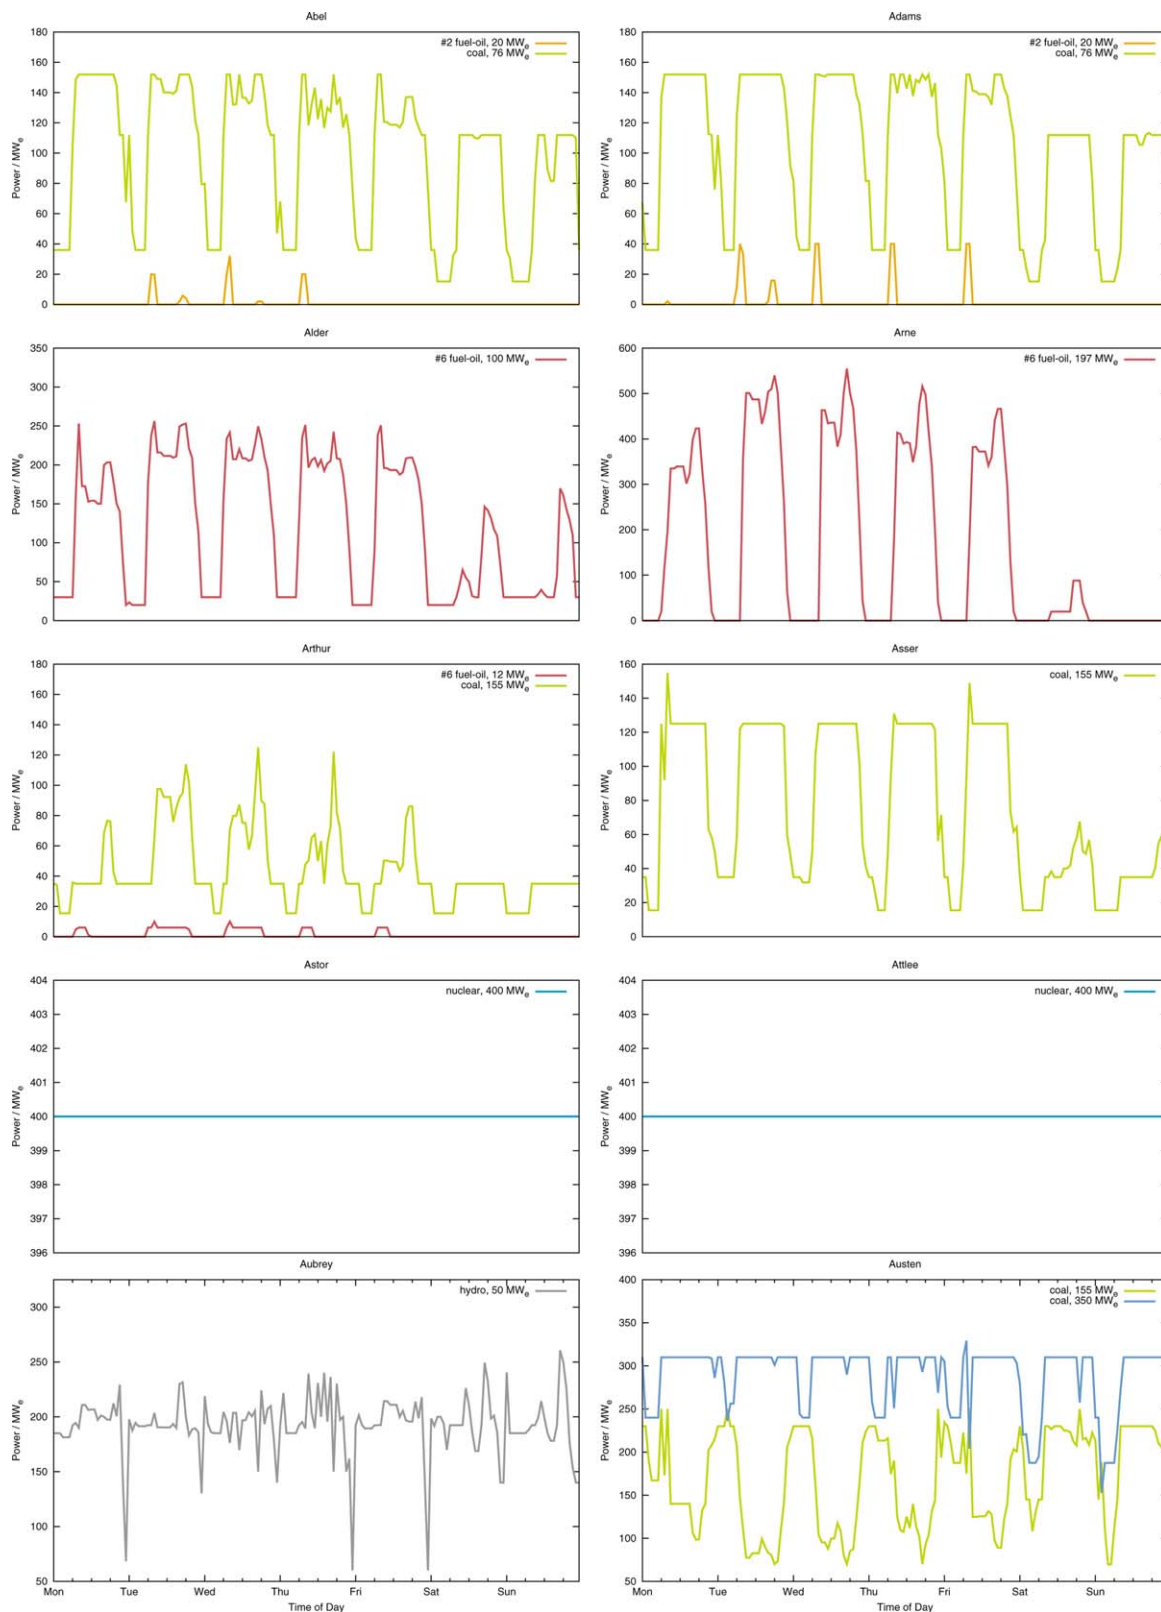 Abel
180
#2 fuel-oil, 20 MWe
coal, 76 MWe
160
140
120
100
80
60
40
20
0
Power / MWe
Adams
180
#2 fuel-oil, 20 MWe
coal, 76 MWe
160
140
120
100
80
60
40
20
0
Power / MWe
Alder
350
#6 fuel-oil, 100 MWe
300
250
200
150
100
50
0
Power / MWe
Arne
600
#6 fuel-oil, 197 MWe
500
400
300
200
100
0
Power / MWe
Arthur
180
#6 fuel-oil, 12 MWe
coal, 155 MWe
160
140
120
100
80
60
40
20
0
Power / MWe
Asser
160
coal, 155 MWe
140
120
100
80
60
40
20
0
Power / MWe
Astor
404
nuclear, 400 MWe
403
402
401
400
399
398
397
396
Power / MWe
Attlee
404
nuclear, 400 MWe
403
402
401
400
399
398
397
396
Power / MWe
Aubrey
hydro, 50 MWe
300
250
200
150
100
50
Power / MWe
Mon Tue Wed Thu Fri Sat Sun
Time of Day
Austen
400
coal, 155 MWe
coal, 350 MWe
350
300
250
200
150
100
50
Power / MWe
Mon Tue Wed Thu Fri Sat Sun
Time of Day